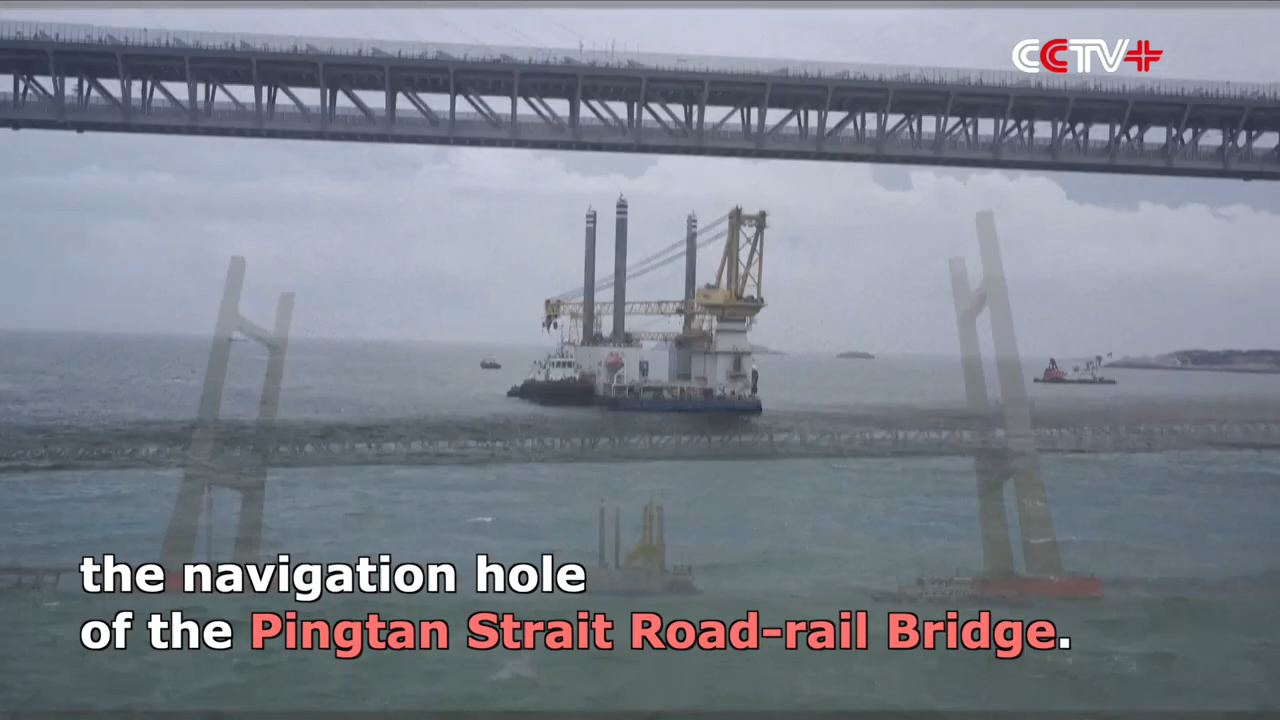 CCTV+
the navigation hole
of the Pingtan Strait Road-rail Bridge.